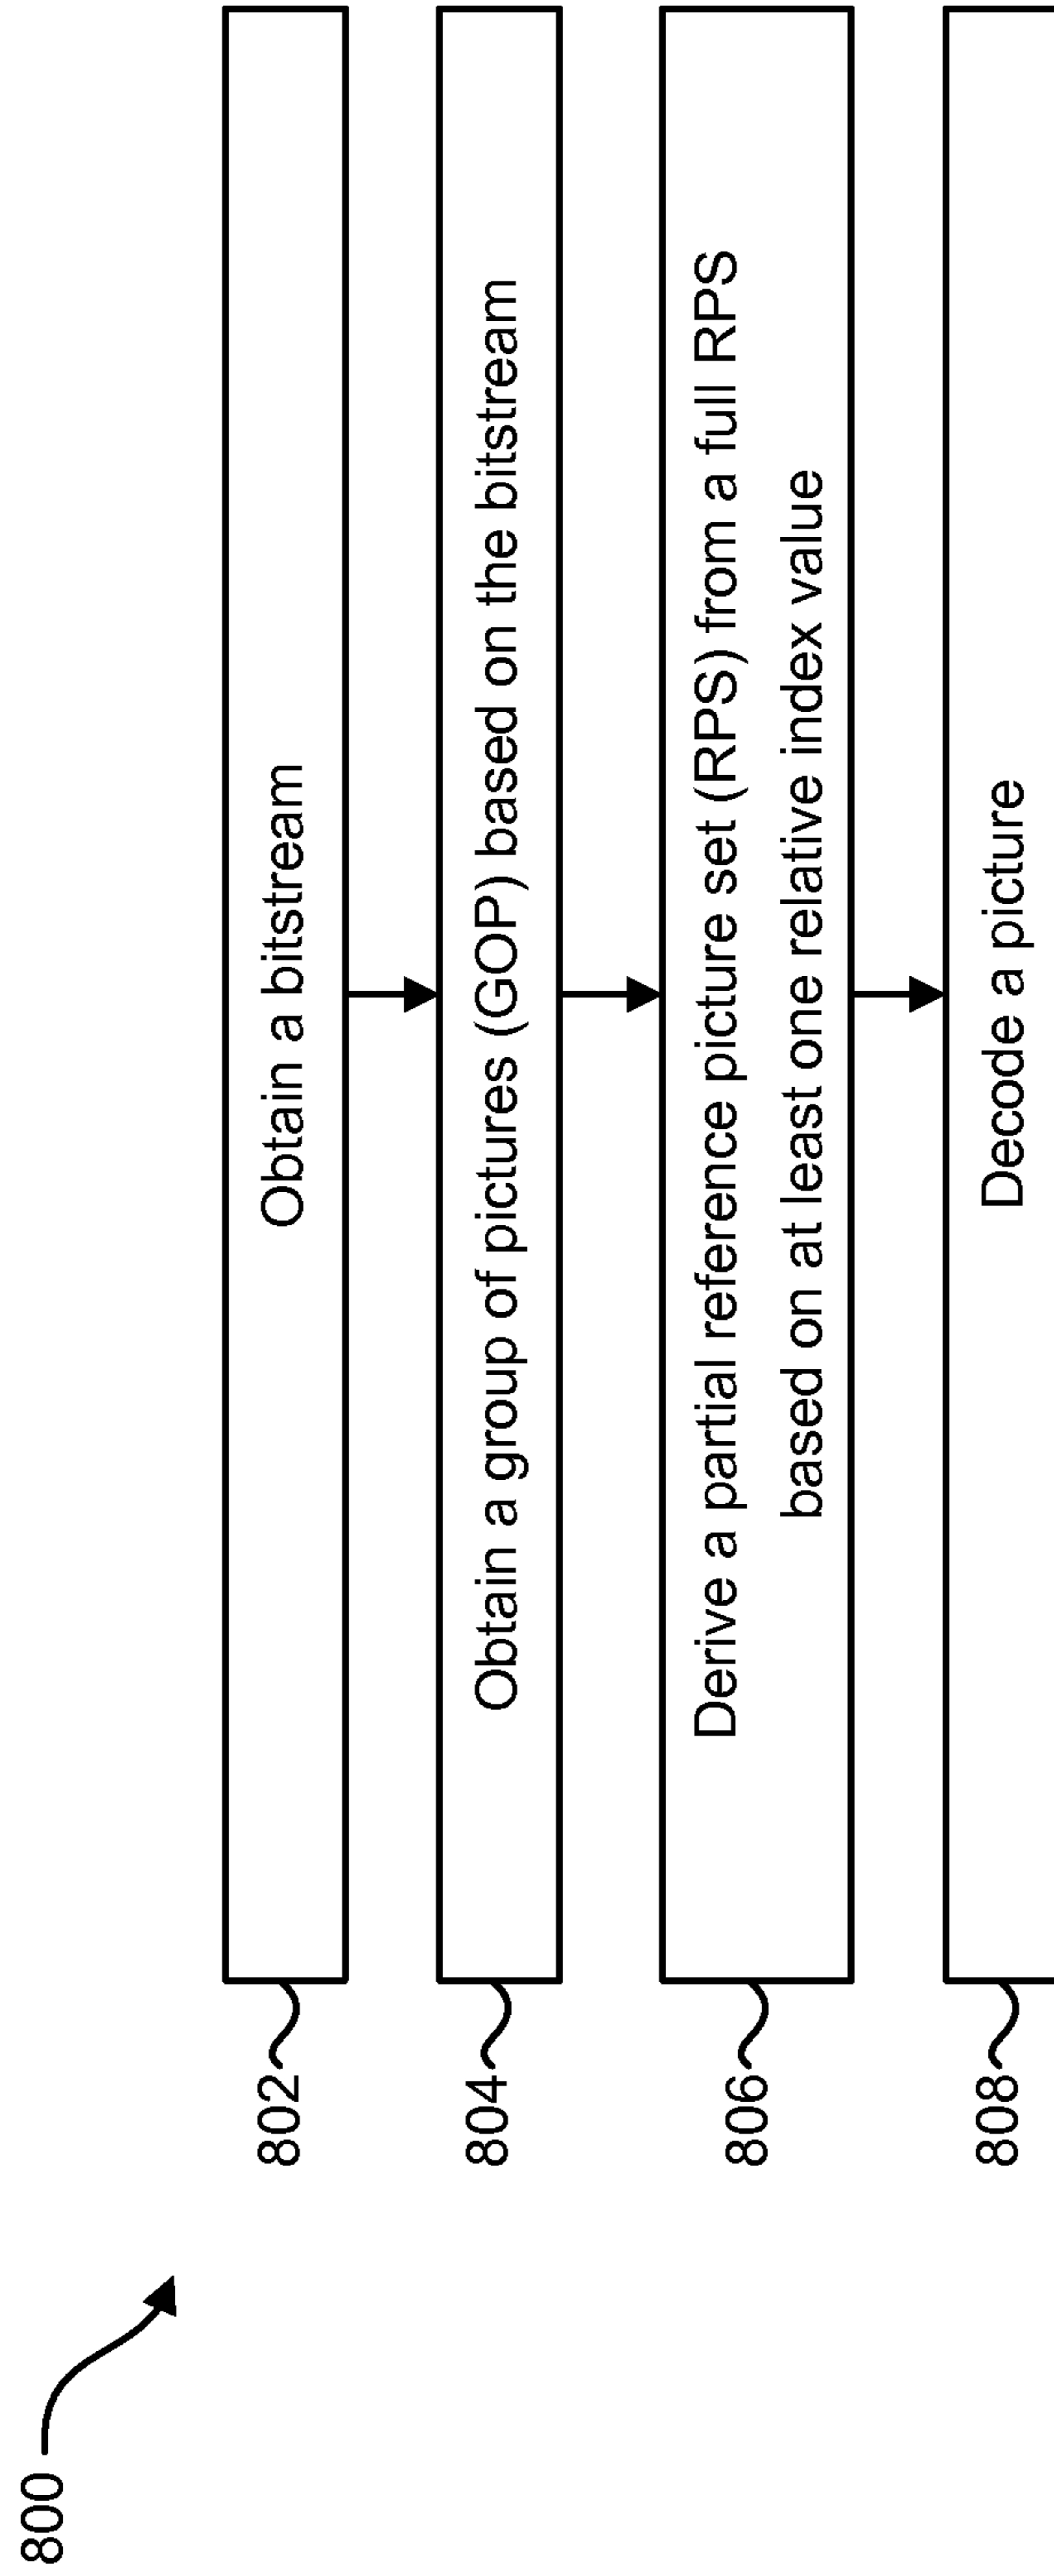 800
802
Obtain a bitstream
804
Obtain a group of pictures (GOP) based on the bitstream
806
Derive a partial reference picture set (RPS) from a full RPS
based on at least one relative index value
808
Decode a picture